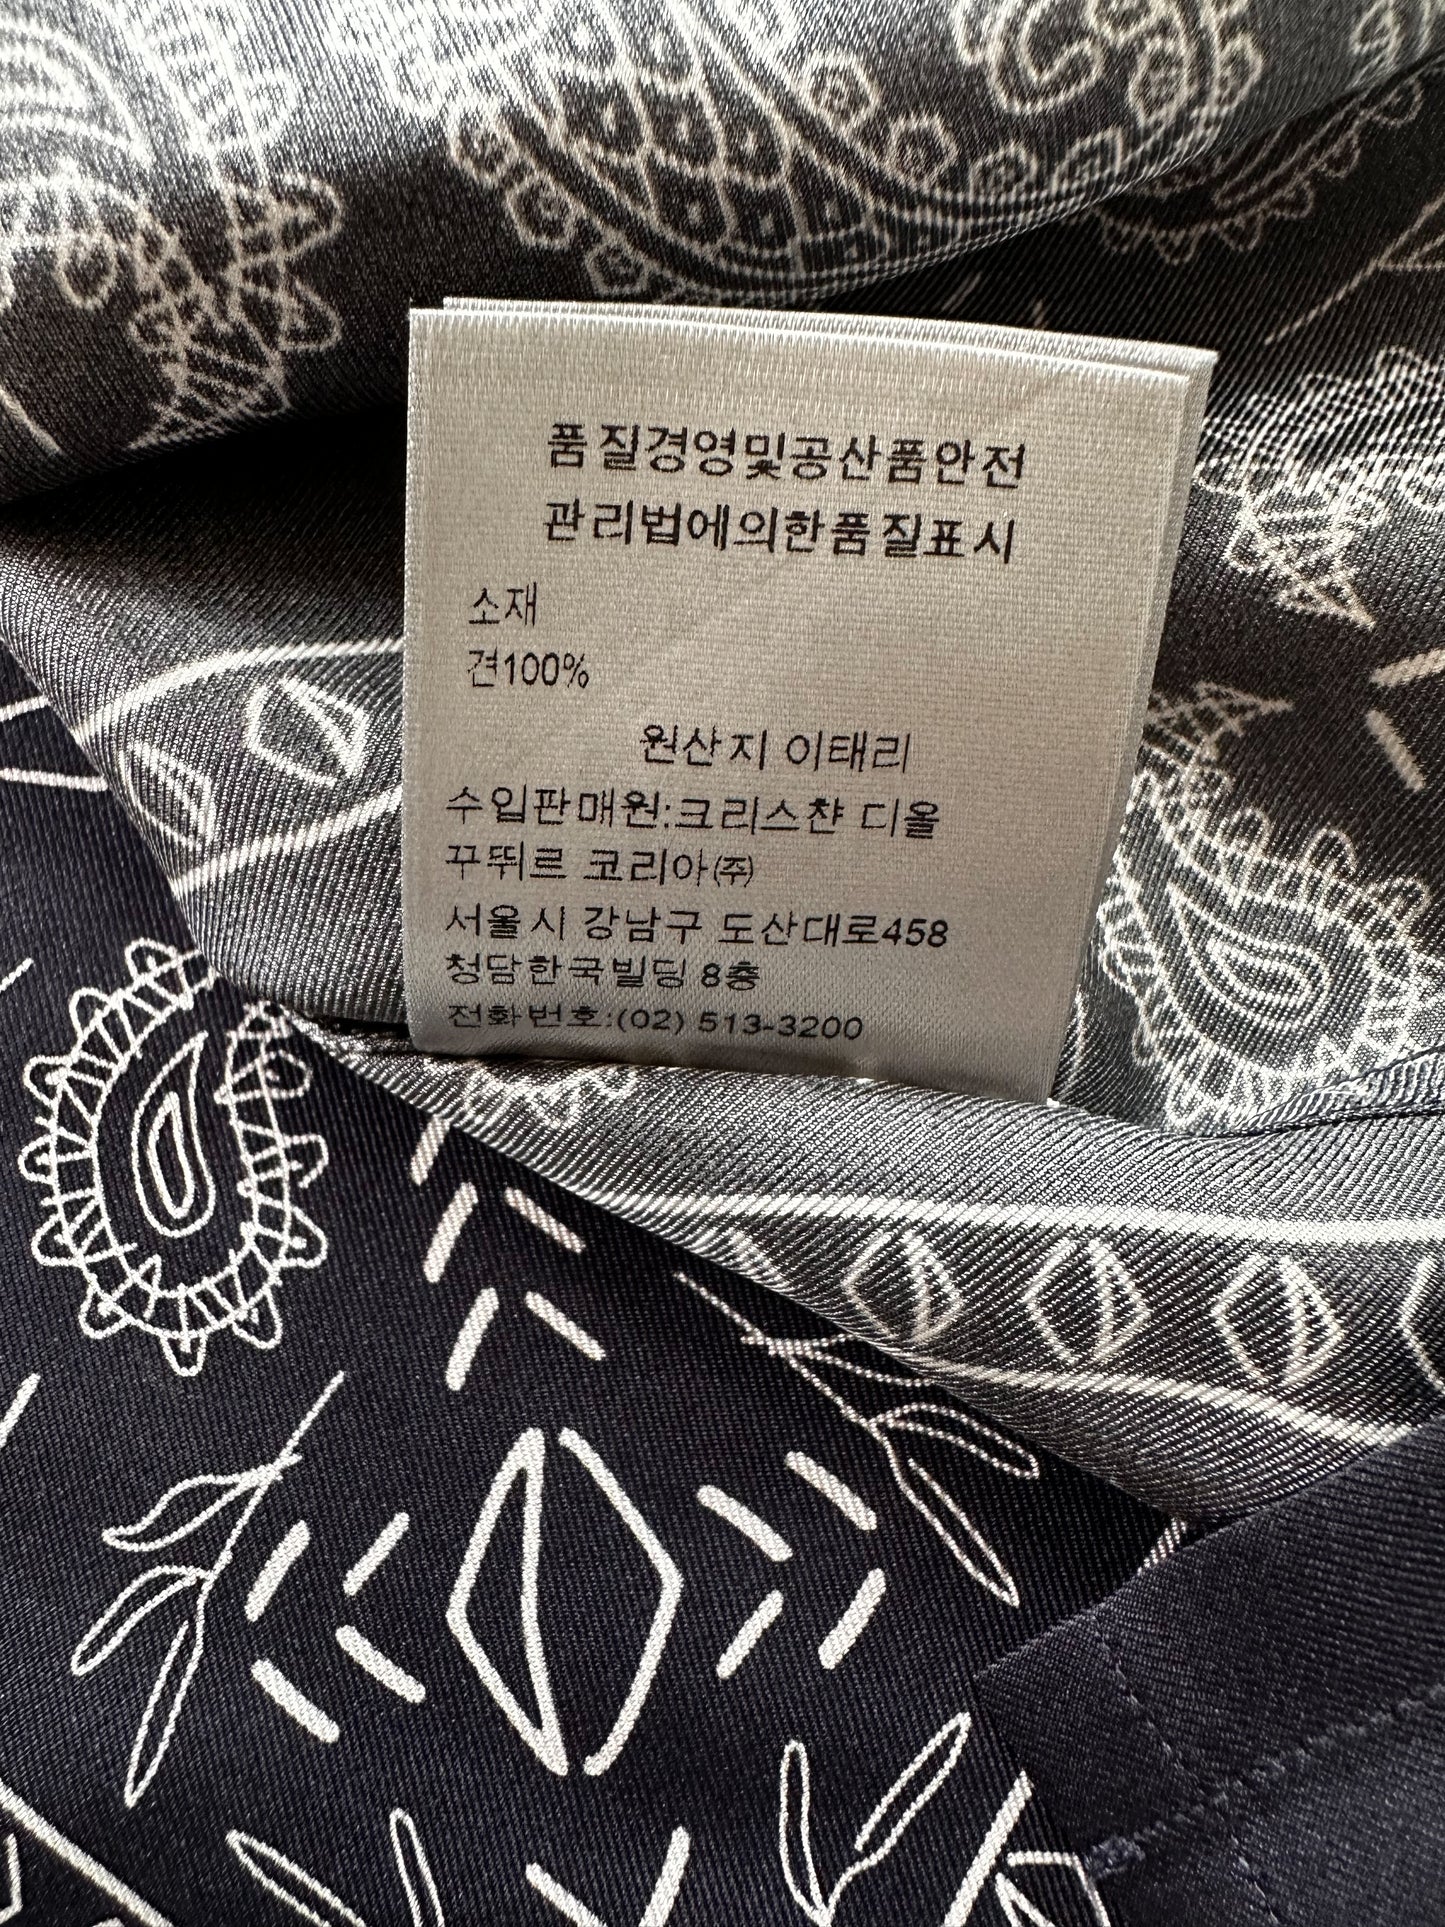 품질경영및공산품안전
관리법에의한품질표시
소재
견100%
원산지 이태리
수입판매원:크리스챤 디올
꾸뛰르 코리아㈜
서울시 강남구 도산대로458
청담한국빌딩 8층
전화번호:(02) 513-3200